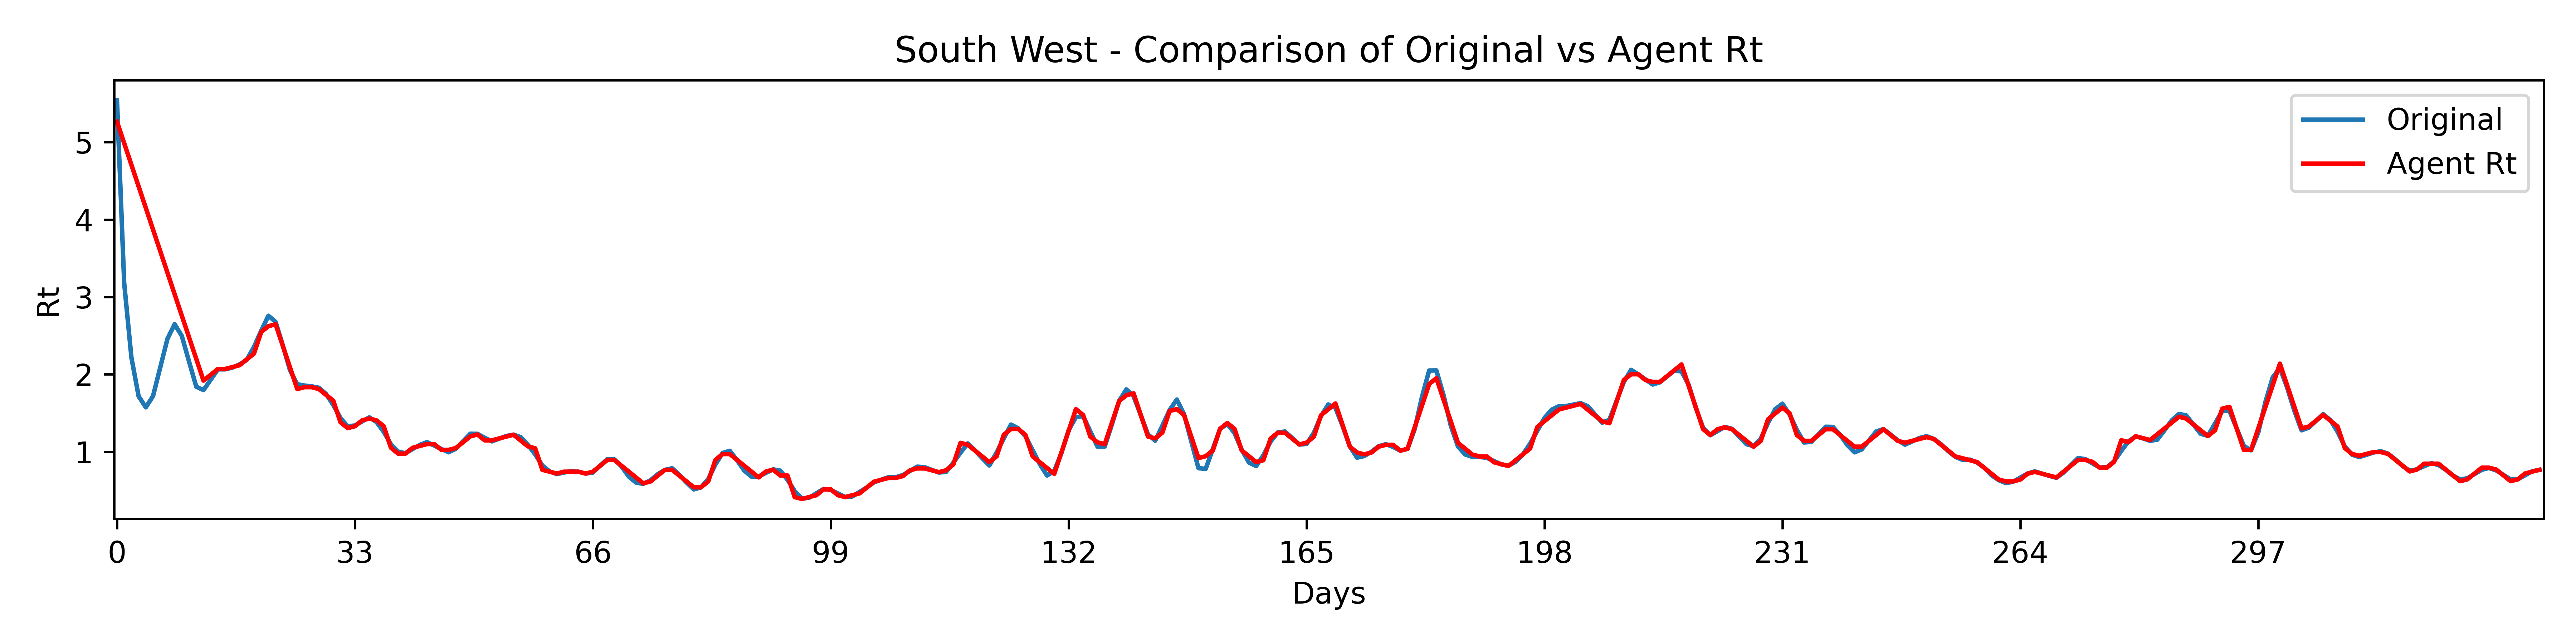 South West - Comparison of Original vs Agent Rt
Original
Agent Rt
5
4
3
2
1
Rt
0 33 66 99 132 165 198 231 264 297
Days